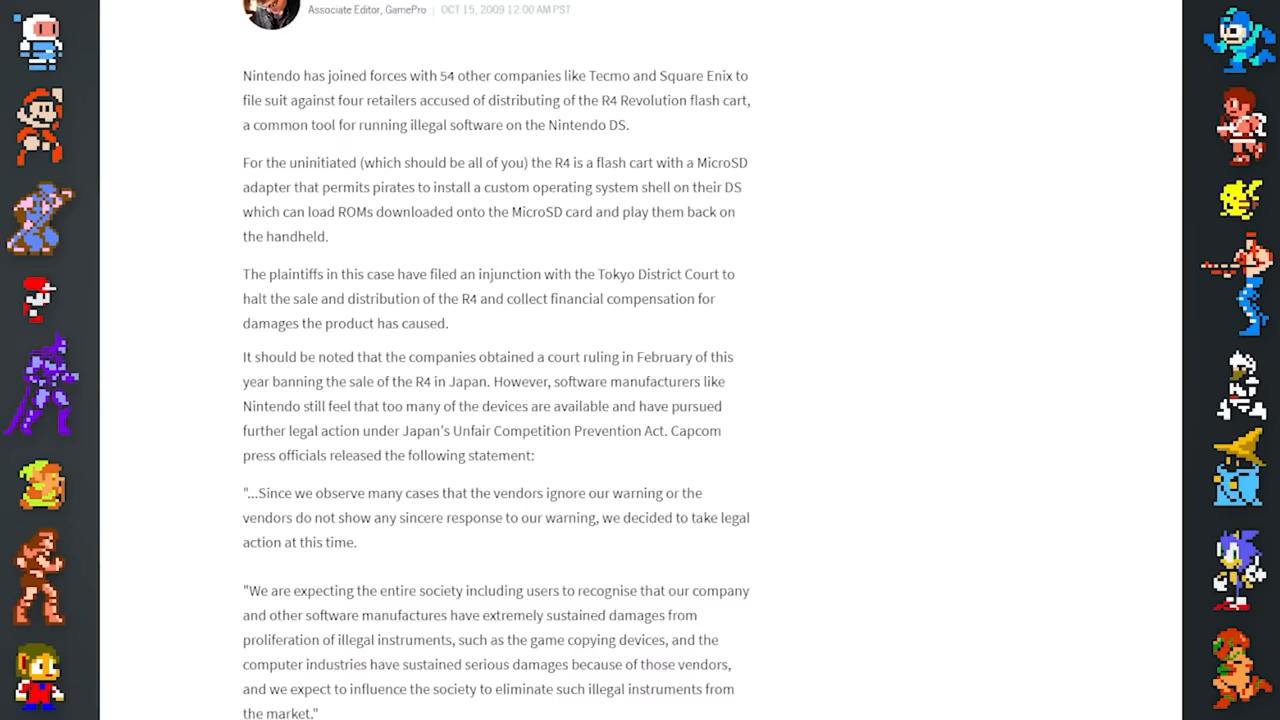 Associate Editor, GamePro | OCT 15, 2009 12:00 AM PST
Nintendo has joined forces with 54 other companies like Tecmo and Square Enix to
file suit against four retailers accused of distributing of the R4 Revolution flash cart,
a common tool for running illegal software on the Nintendo DS.
For the uninitiated (which should be all of you) the R4 is a flash cart with a MicroSD
adapter that permits pirates to install a custom operating system shell on their DS
which can load ROMs downloaded onto the MicroSD card and play them back on
the handheld.
The plaintiffs in this case have filed an injunction with the Tokyo District Court to
halt the sale and distribution of the R4 and collect financial compensation for
damages the product has caused.
It should be noted that the companies obtained a court ruling in February of this
year banning the sale of the R4 in Japan. However, software manufacturers like
Nintendo still feel that too many of the devices are available and have pursued
further legal action under Japan's Unfair Competition Prevention Act. Capcom
press officials released the following statement:
"...Since we observe many cases that the vendors ignore our warning or the
vendors do not show any sincere response to our warning, we decided to take legal
action at this time.
"We are expecting the entire society including users to recognise that our company
and other software manufactures have extremely sustained damages from
proliferation of illegal instruments, such as the game copying devices, and the
computer industries have sustained serious damages because of those vendors,
and we expect to influence the society to eliminate such illegal instruments from
the market."